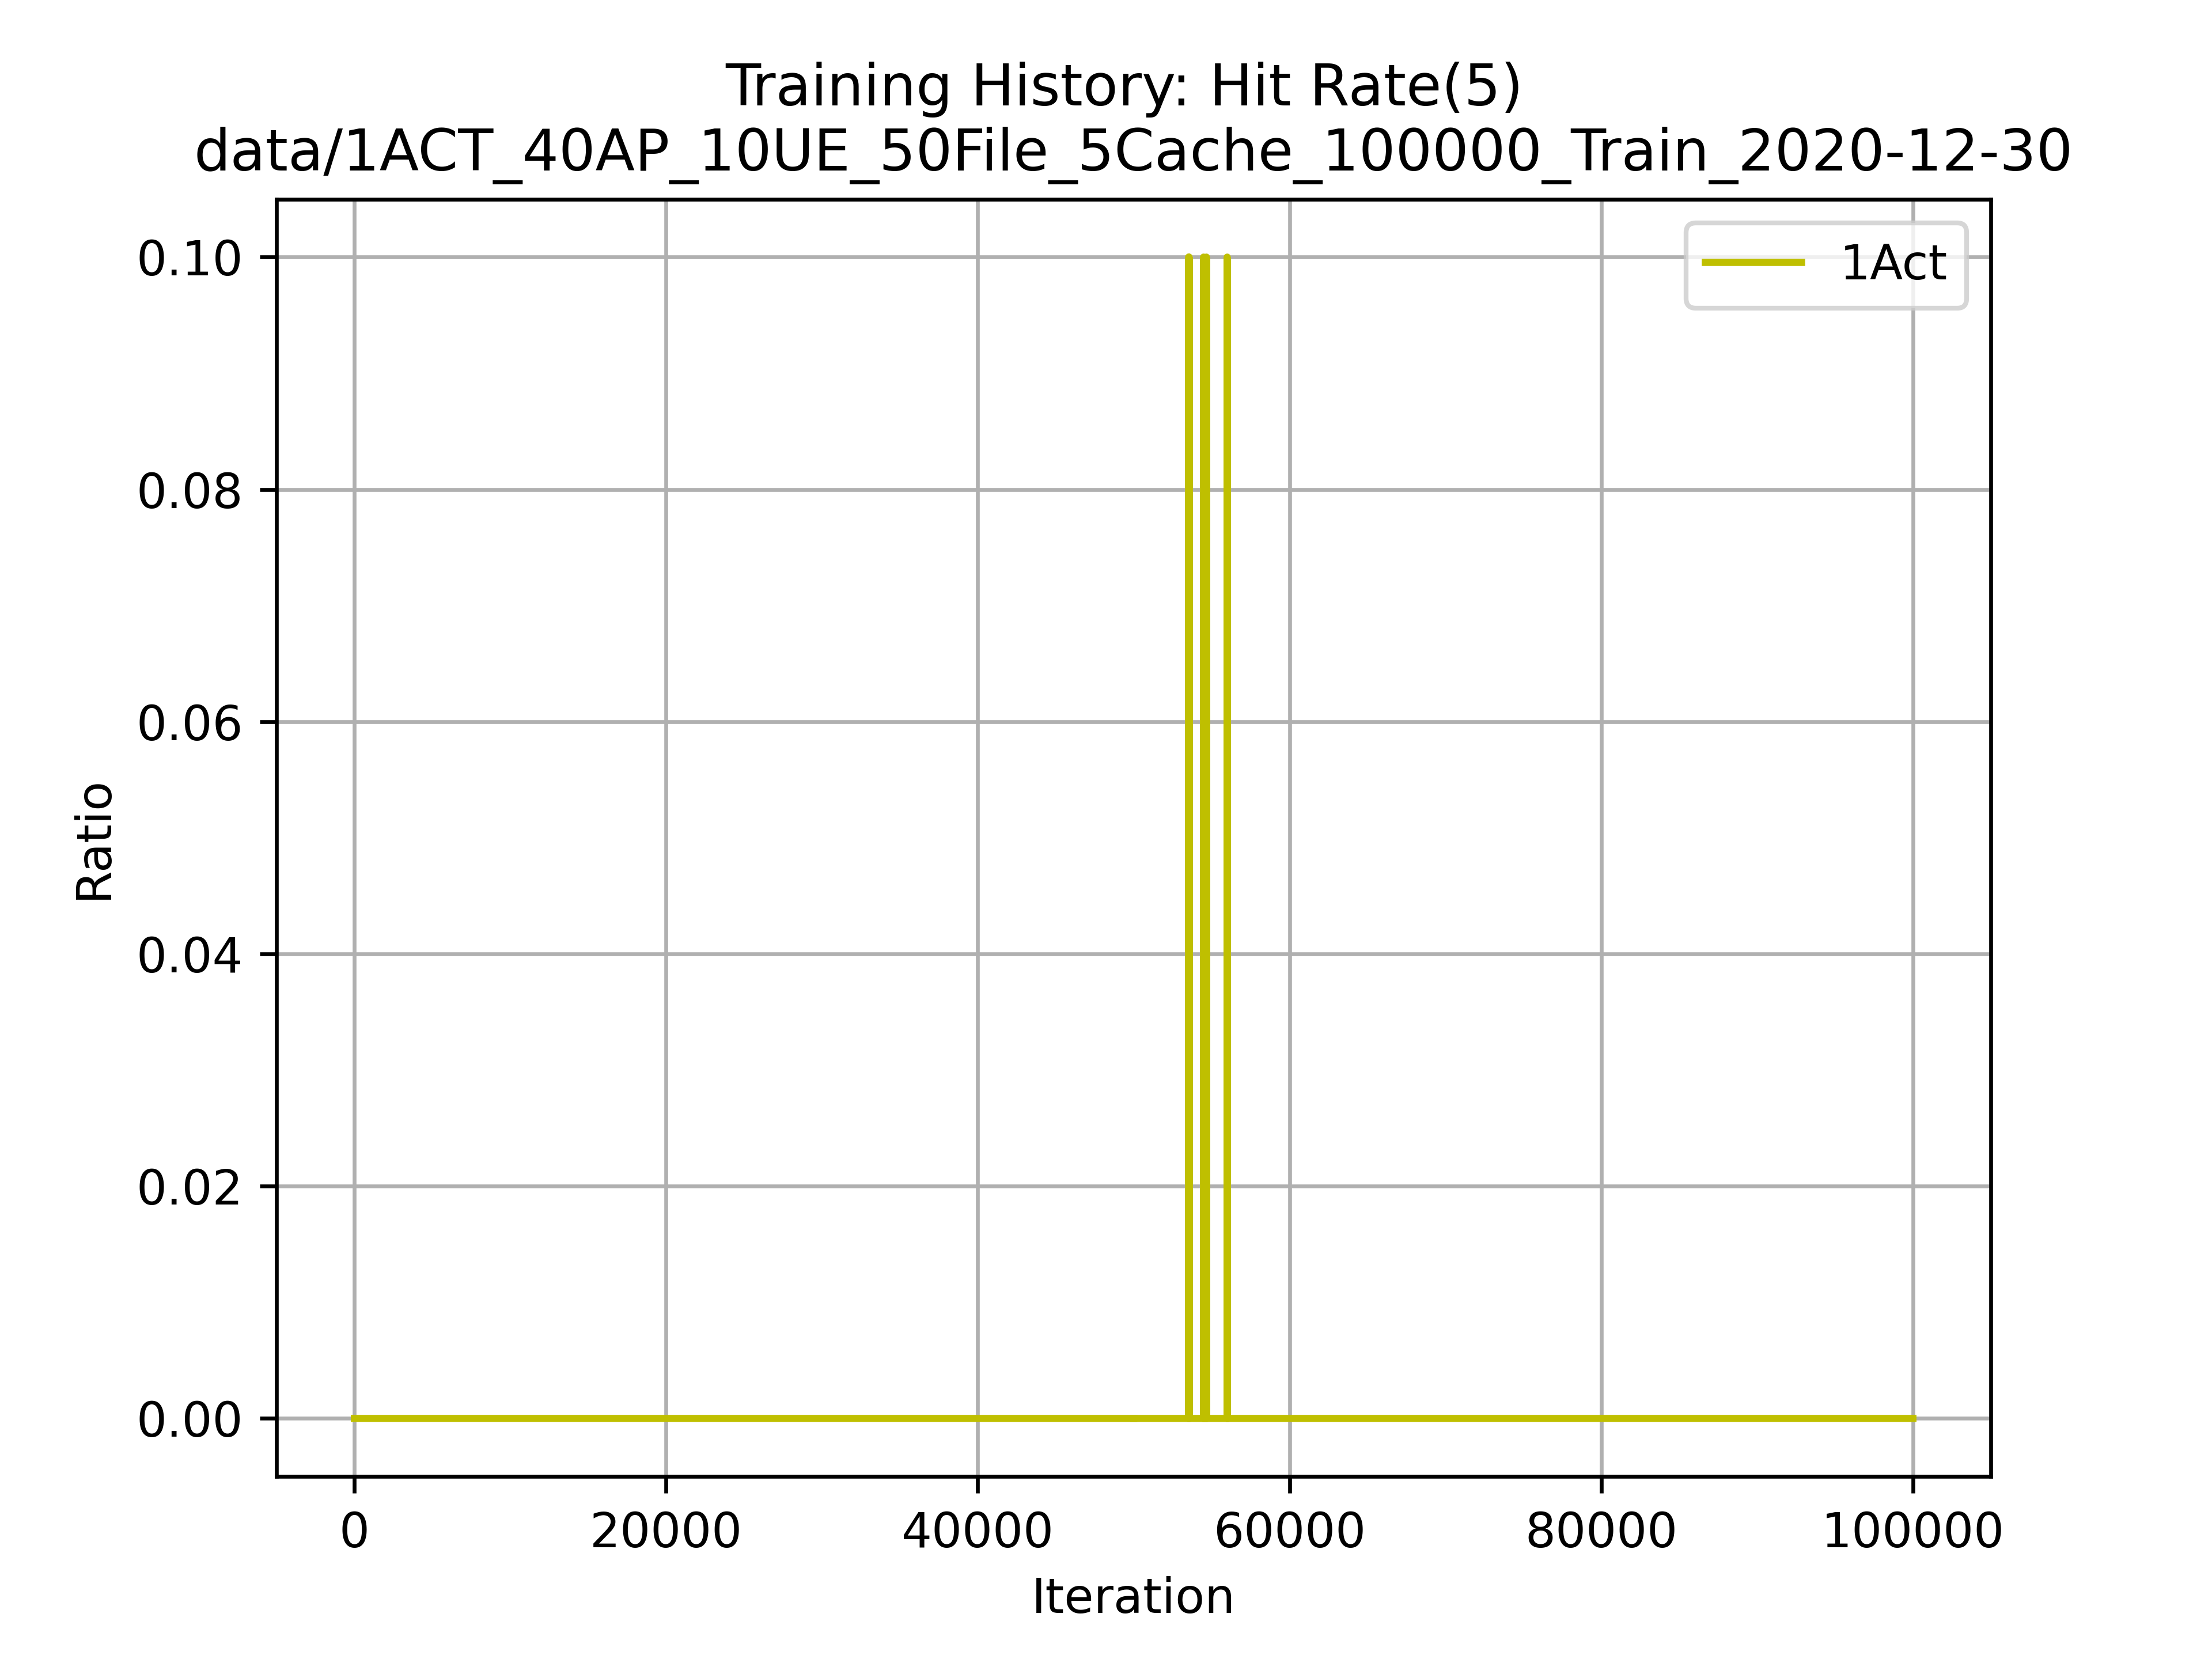 Training History: Hit Rate(5)
data/1ACT_40AP_10UE_50File_5Cache_100000_Train_2020-12-30
1Act
0.10
0.08
0.06
0.04
0.02
0.00
Ratio
0 20000 40000 60000 80000 100000
Iteration